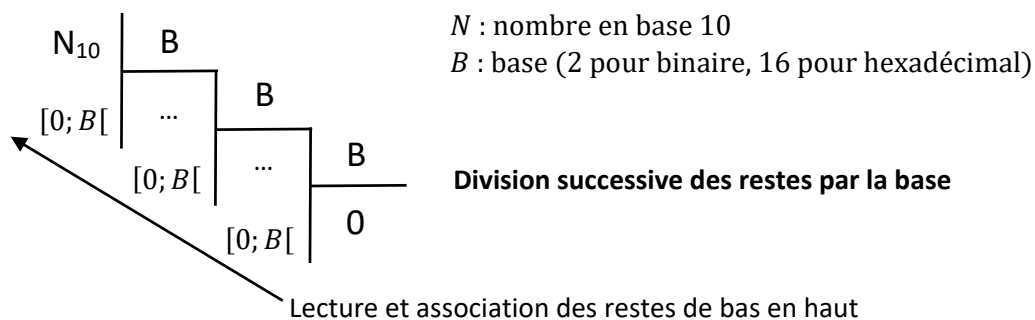 N : nombre en base 10
N₁₀ B
B : base (2 pour binaire, 16 pour hexadécimal)
B
[0; B[ ...
B
[0; B[ ...
Division successive des restes par la base
[0; B[ 0
Lecture et association des restes de bas en haut